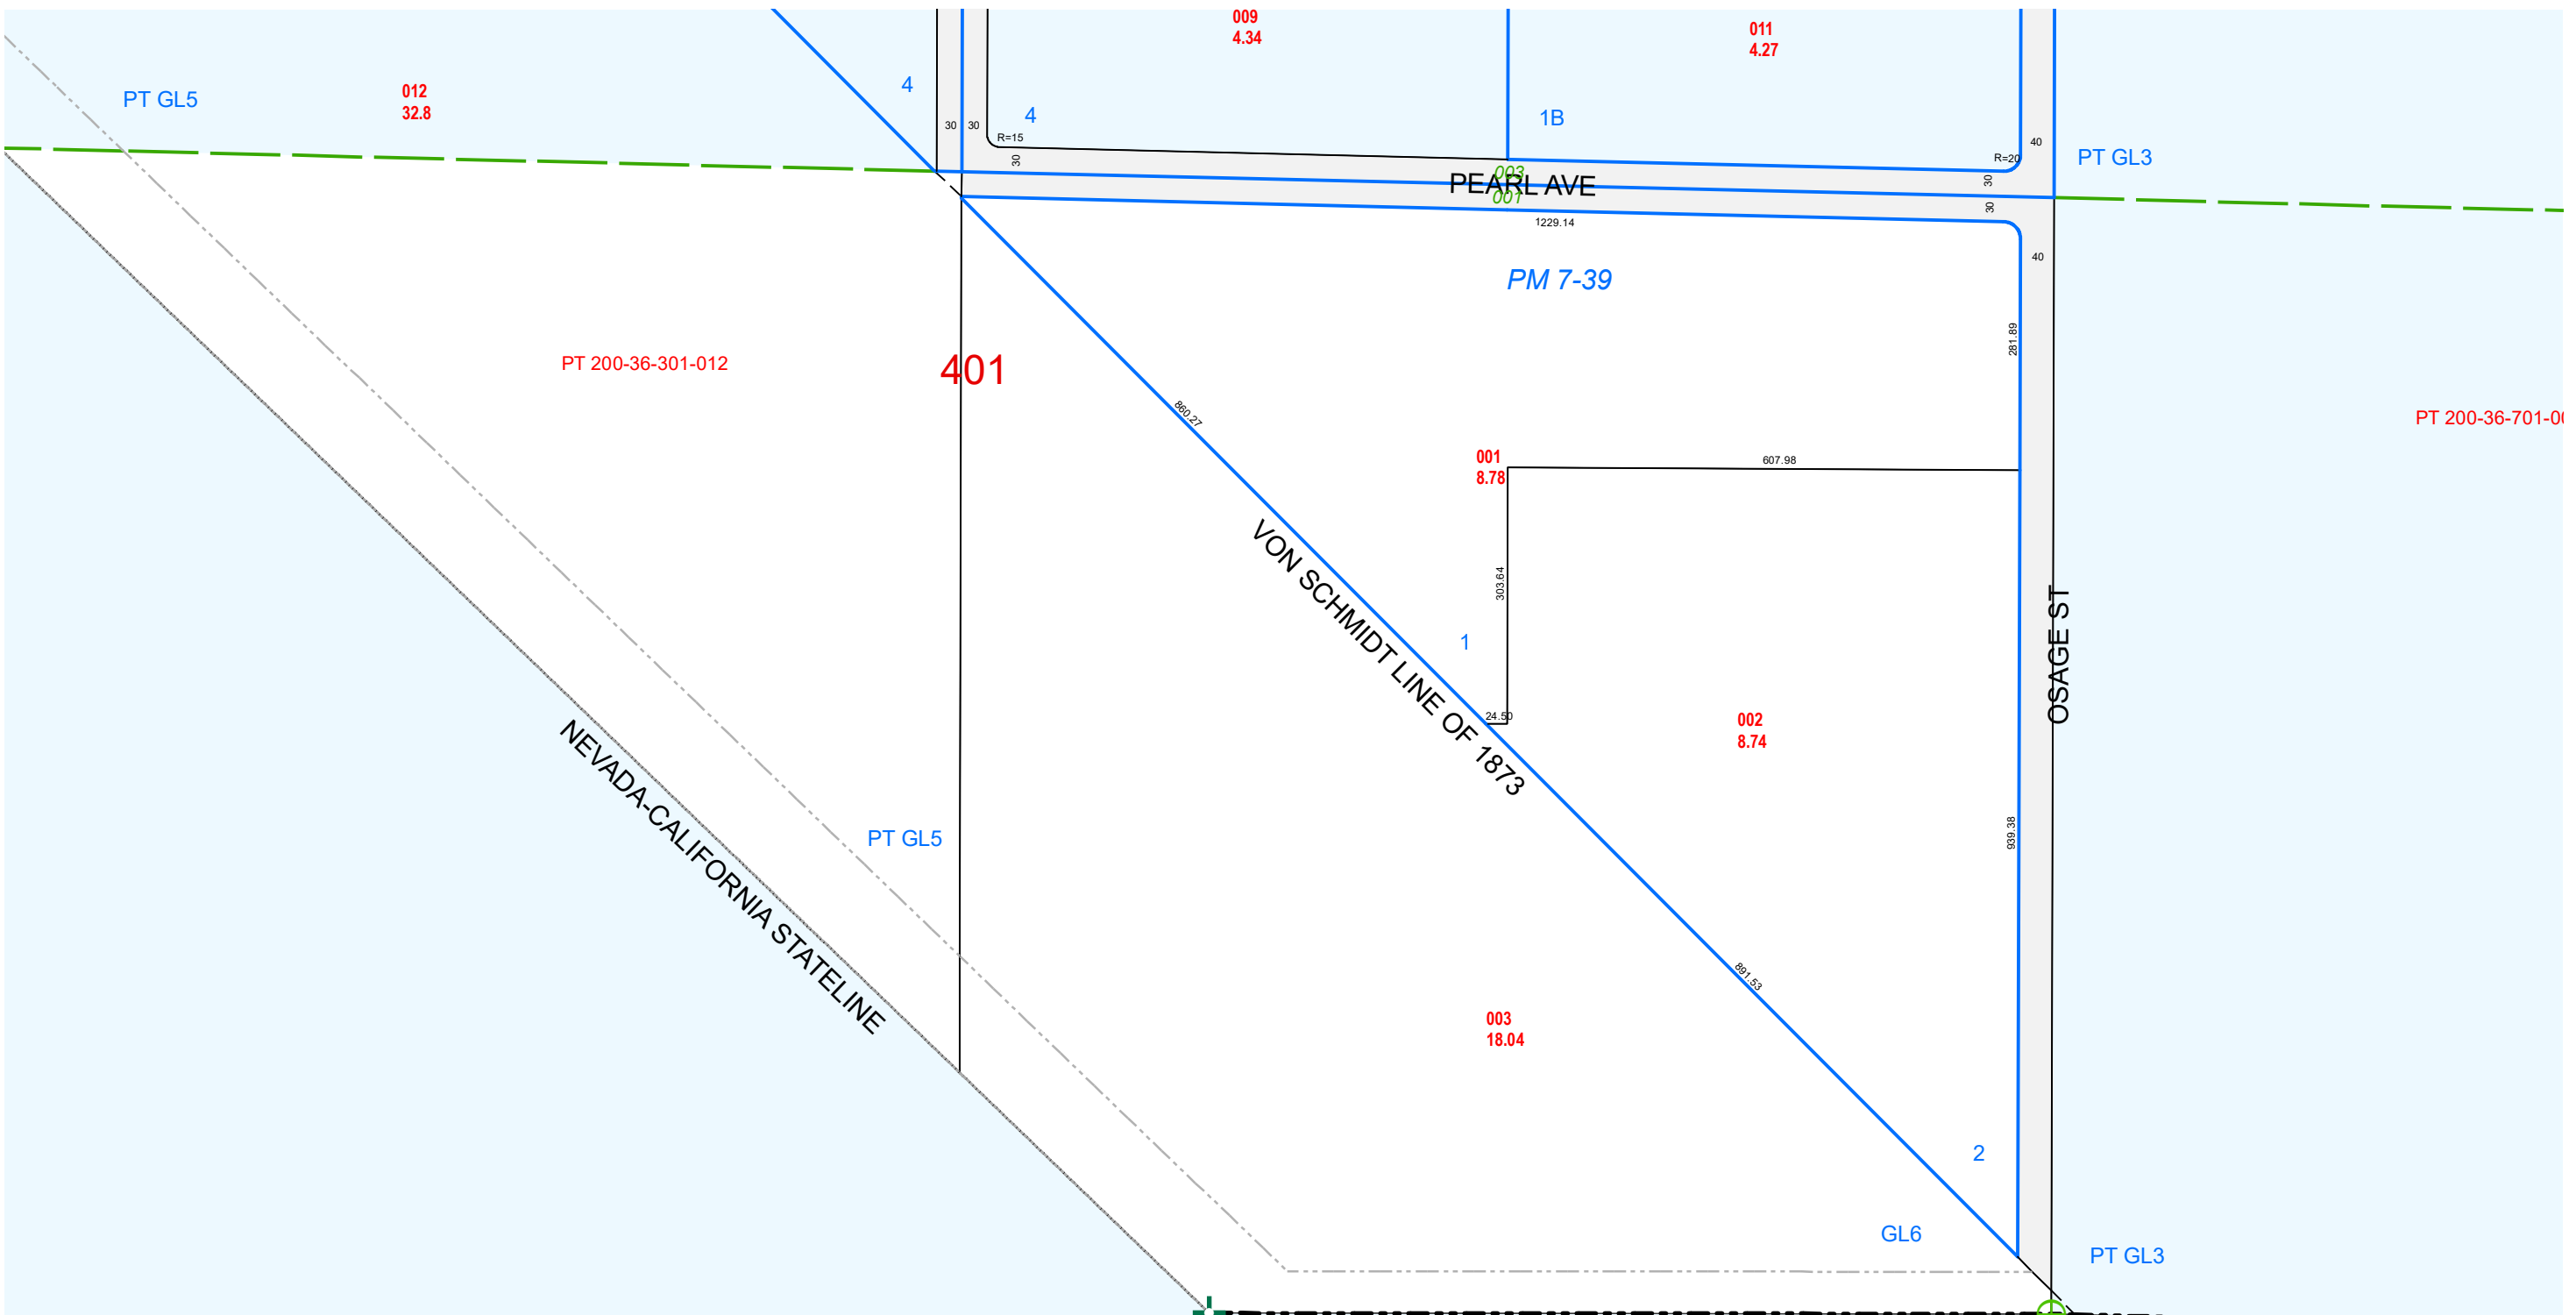 009
4.34
011
4.27
012
32.8
PT GL5
4
4
1B
30
30
R=15
30
40
R=20
30
PT GL3
003
PEARL AVE
001
30
1229.14
40
PM 7-39
281.89
PT 200-36-301-012
401
860.27
PT 200-36-701-0
001
8.78
607.98
VON SCHMIDT LINE OF 1873
303.64
1
24.50
002
8.74
OSAGE ST
NEVADA-CALIFORNIA STATELINE
PT GL5
939.38
891.53
003
18.04
2
GL6
PT GL3